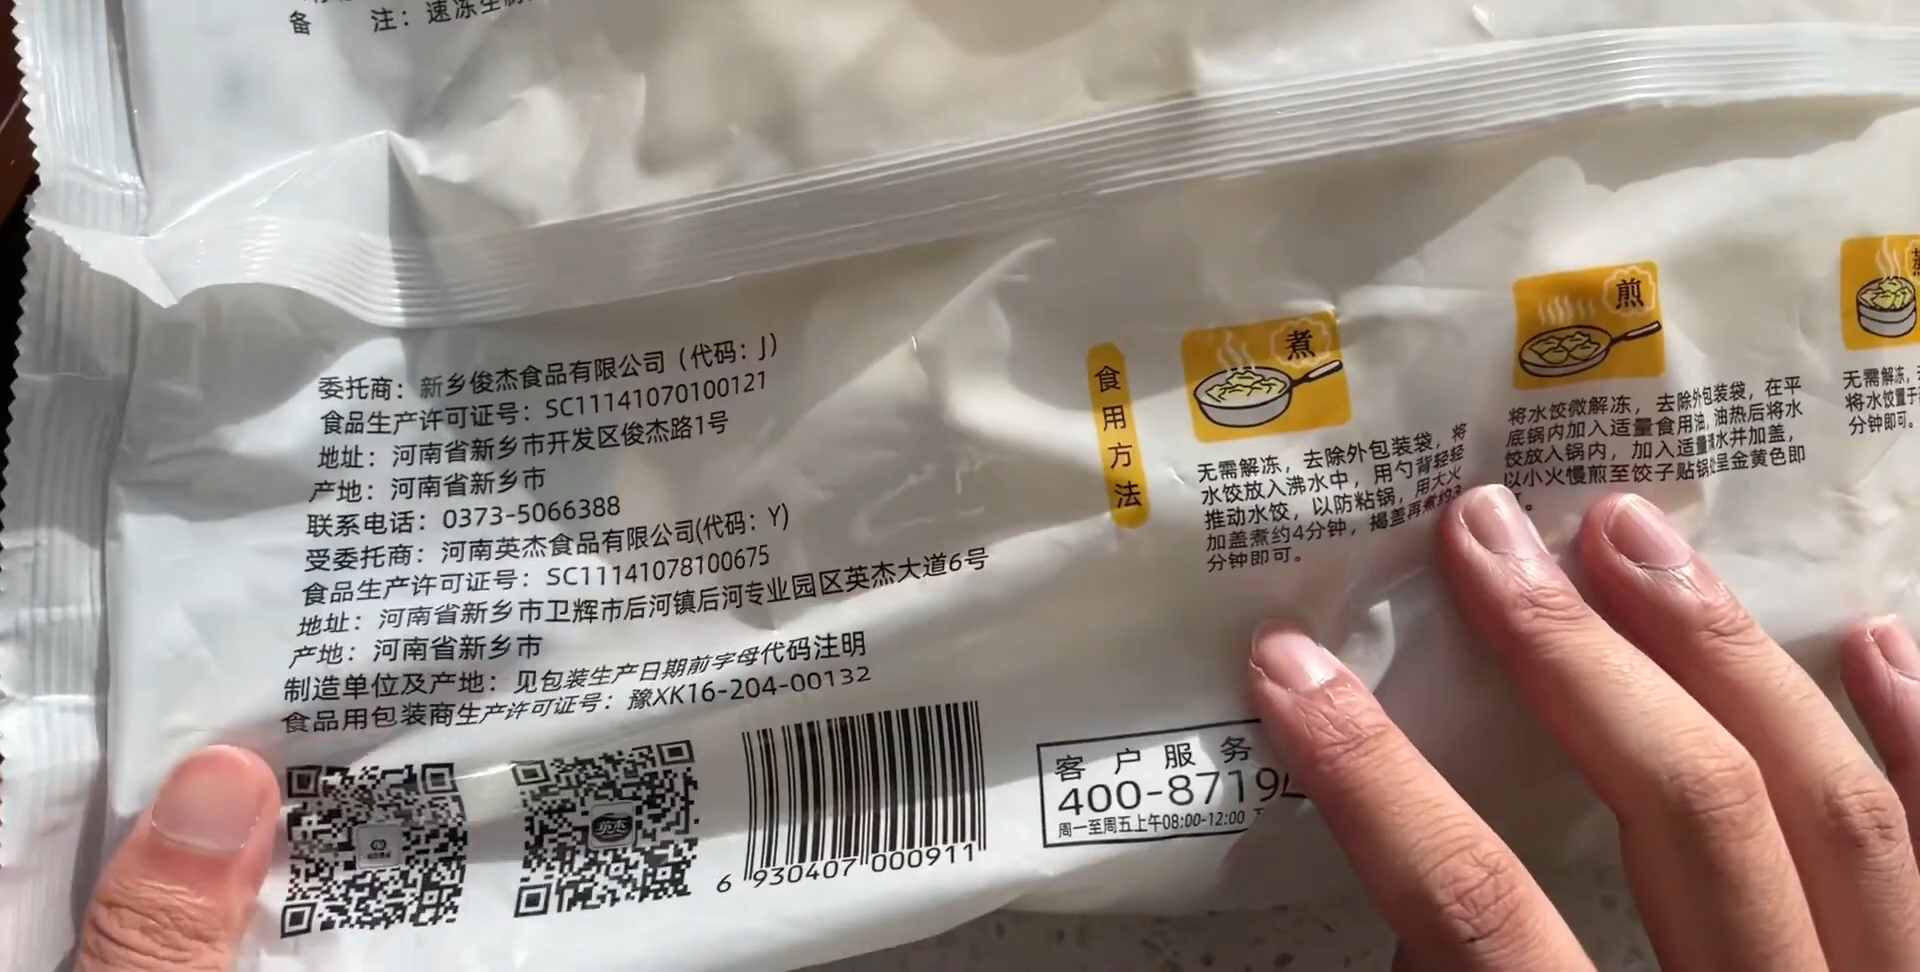 备 注：速冻生制
委托商：新乡俊杰食品有限公司（代码：J）
食品生产许可证号：SC11141070100121
地址：河南省新乡市开发区俊杰路1号
产地：河南省新乡市
联系电话：0373-5066388
受委托商：河南英杰食品有限公司(代码：Y)
食品生产许可证号：SC11141078100675
地址：河南省新乡市卫辉市后河镇后河专业园区英杰大道6号
产地：河南省新乡市
制造单位及产地：见包装生产日期前字母代码注明
食品用包装商生产许可证号：豫XK16-204-00132
6 930407 000911
客户服务
400-8719
周一至周五上午08:00-12:00
食用方法
煮
无需解冻，去除外包装袋，将
水饺放入沸水中，用勺背轻轻
推动水饺，以防粘锅，用大火
加盖煮约4分钟，揭盖再煮约3
分钟即可。
煎
将水饺微解冻，去除外包装袋，在平
底锅内加入适量食用油，油热后将水
饺放入锅内，加入适量水并加盖，
以小火慢煎至饺子贴锅处呈金黄色即
。
蒸
无需解冻，
将水饺置于
分钟即可。